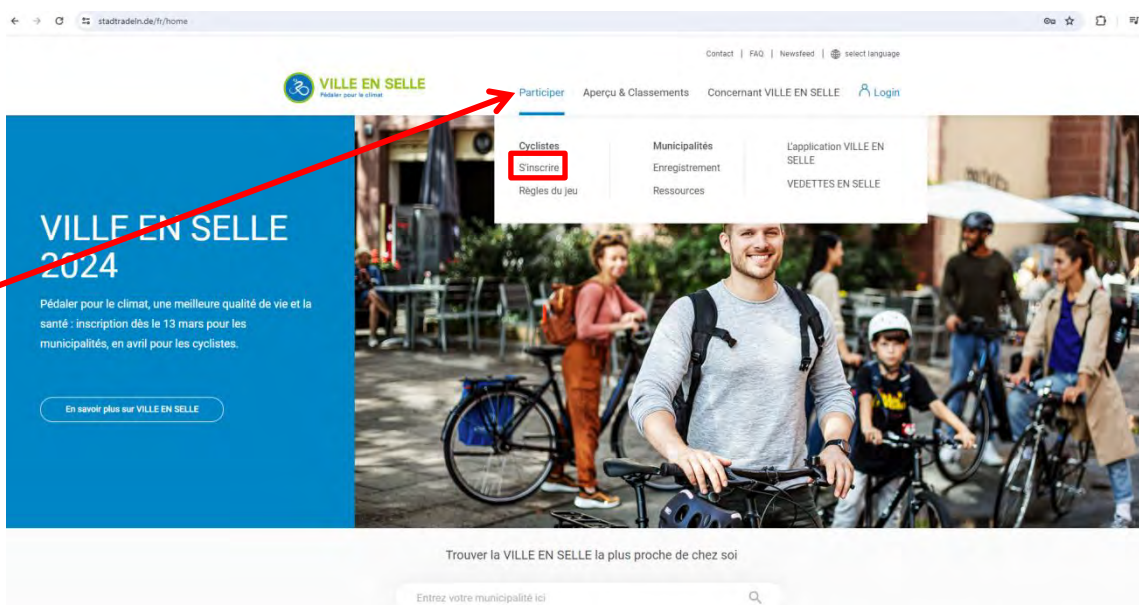 stadtradeln.de/fr/home
Contact | FAQ | Newsfeed | select language
VILLE EN SELLE
Pédaler pour le climat
Participer Aperçu & Classements Concernant VILLE EN SELLE Login
Cyclistes
S'inscrire
Règles du jeu
Municipalités
Enregistrement
Ressources
L'application VILLE EN
SELLE
VEDETTES EN SELLE
VILLE EN SELLE
2024
Pédaler pour le climat, une meilleure qualité de vie et la
santé : inscription dès le 13 mars pour les
municipalités, en avril pour les cyclistes.
En savoir plus sur VILLE EN SELLE
Trouver la VILLE EN SELLE la plus proche de chez soi
Entrez votre municipalité ici